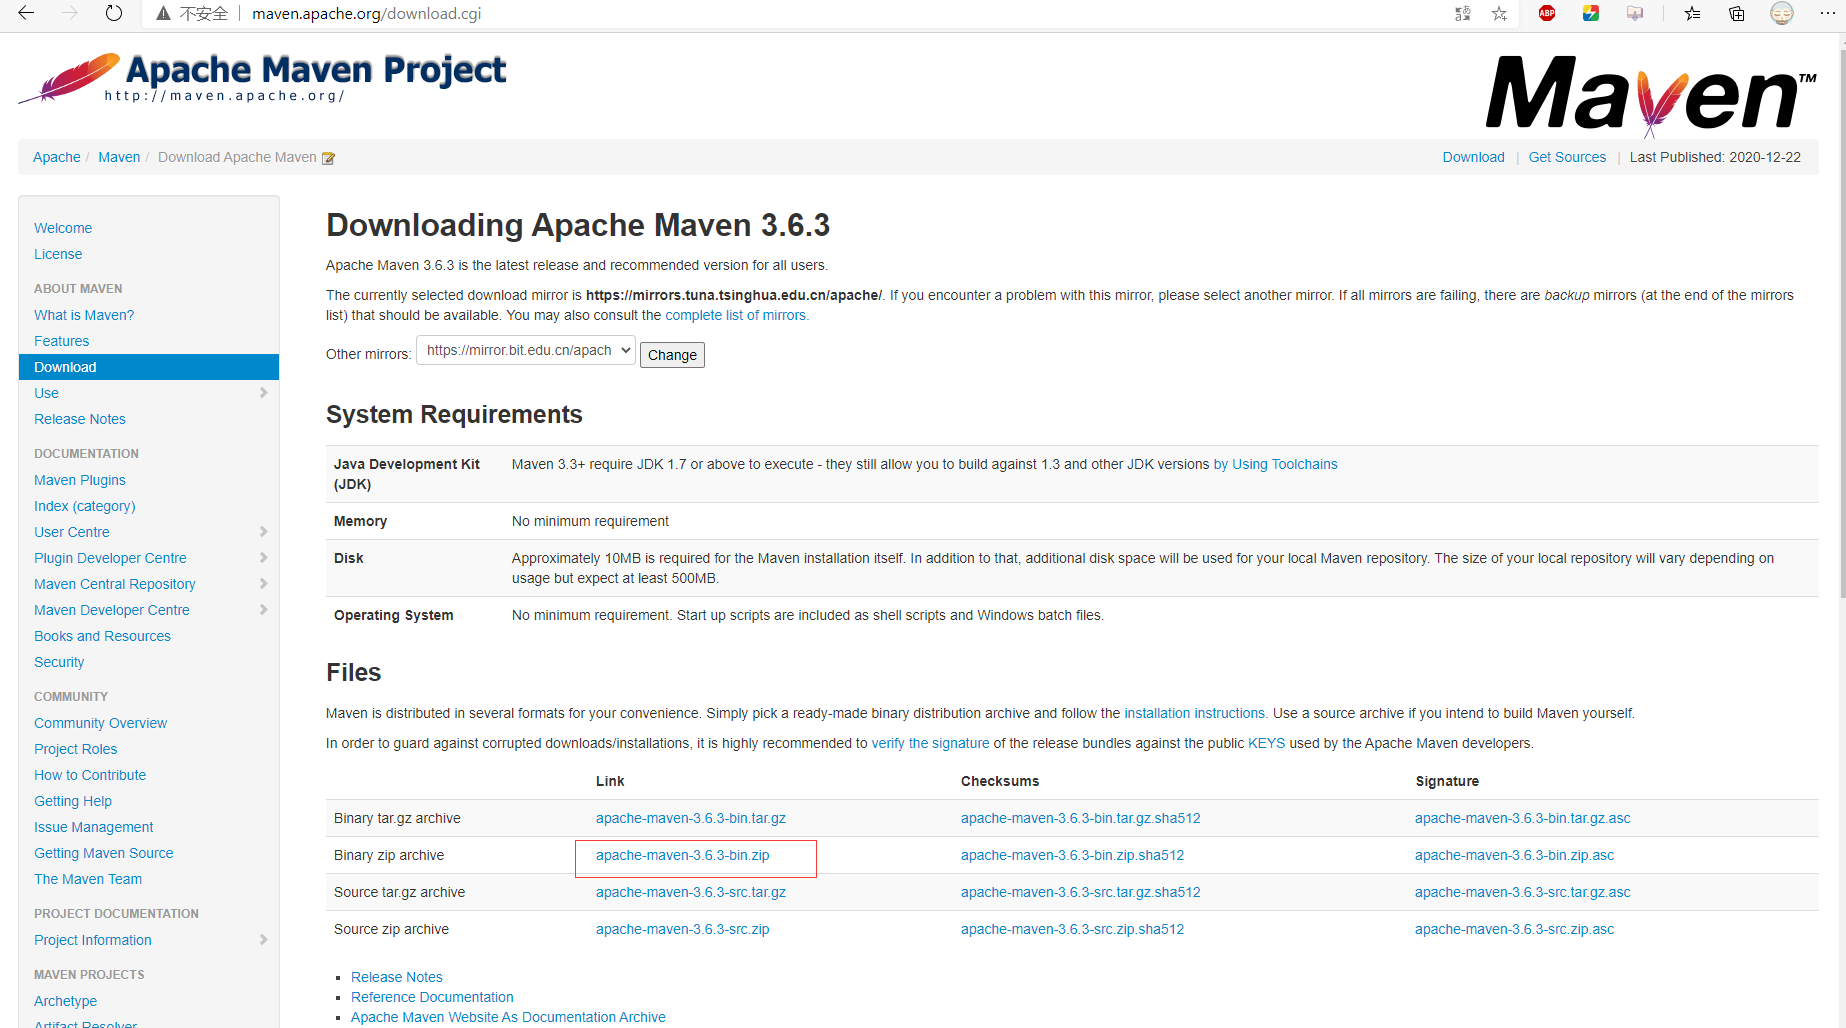 不安全
maven.apache.org/download.cgi
ABP
Apache Maven Project
http://maven.apache.org/
Maven™
Apache / Maven / Download Apache Maven
Download | Get Sources | Last Published: 2020-12-22
Welcome
License
ABOUT MAVEN
What is Maven?
Features
Download
Use
Release Notes
DOCUMENTATION
Maven Plugins
Index (category)
User Centre
Plugin Developer Centre
Maven Central Repository
Maven Developer Centre
Books and Resources
Security
COMMUNITY
Community Overview
Project Roles
How to Contribute
Getting Help
Issue Management
Getting Maven Source
The Maven Team
PROJECT DOCUMENTATION
Project Information
MAVEN PROJECTS
Archetype
Artifact Resolver
Downloading Apache Maven 3.6.3
Apache Maven 3.6.3 is the latest release and recommended version for all users.
The currently selected download mirror is https://mirrors.tuna.tsinghua.edu.cn/apache/. If you encounter a problem with this mirror, please select another mirror. If all mirrors are failing, there are backup mirrors (at the end of the mirrors
list) that should be available. You may also consult the complete list of mirrors.
Other mirrors: https://mirror.bit.edu.cn/apach Change
System Requirements
Java Development Kit Maven 3.3+ require JDK 1.7 or above to execute - they still allow you to build against 1.3 and other JDK versions by Using Toolchains
(JDK)
Memory No minimum requirement
Disk Approximately 10MB is required for the Maven installation itself. In addition to that, additional disk space will be used for your local Maven repository. The size of your local repository will vary depending on
usage but expect at least 500MB.
Operating System No minimum requirement. Start up scripts are included as shell scripts and Windows batch files.
Files
Maven is distributed in several formats for your convenience. Simply pick a ready-made binary distribution archive and follow the installation instructions. Use a source archive if you intend to build Maven yourself.
In order to guard against corrupted downloads/installations, it is highly recommended to verify the signature of the release bundles against the public KEYS used by the Apache Maven developers.
Link Checksums Signature
Binary tar.gz archive apache-maven-3.6.3-bin.tar.gz apache-maven-3.6.3-bin.tar.gz.sha512 apache-maven-3.6.3-bin.tar.gz.asc
Binary zip archive apache-maven-3.6.3-bin.zip apache-maven-3.6.3-bin.zip.sha512 apache-maven-3.6.3-bin.zip.asc
Source tar.gz archive apache-maven-3.6.3-src.tar.gz apache-maven-3.6.3-src.tar.gz.sha512 apache-maven-3.6.3-src.tar.gz.asc
Source zip archive apache-maven-3.6.3-src.zip apache-maven-3.6.3-src.zip.sha512 apache-maven-3.6.3-src.zip.asc
Release Notes
Reference Documentation
Apache Maven Website As Documentation Archive